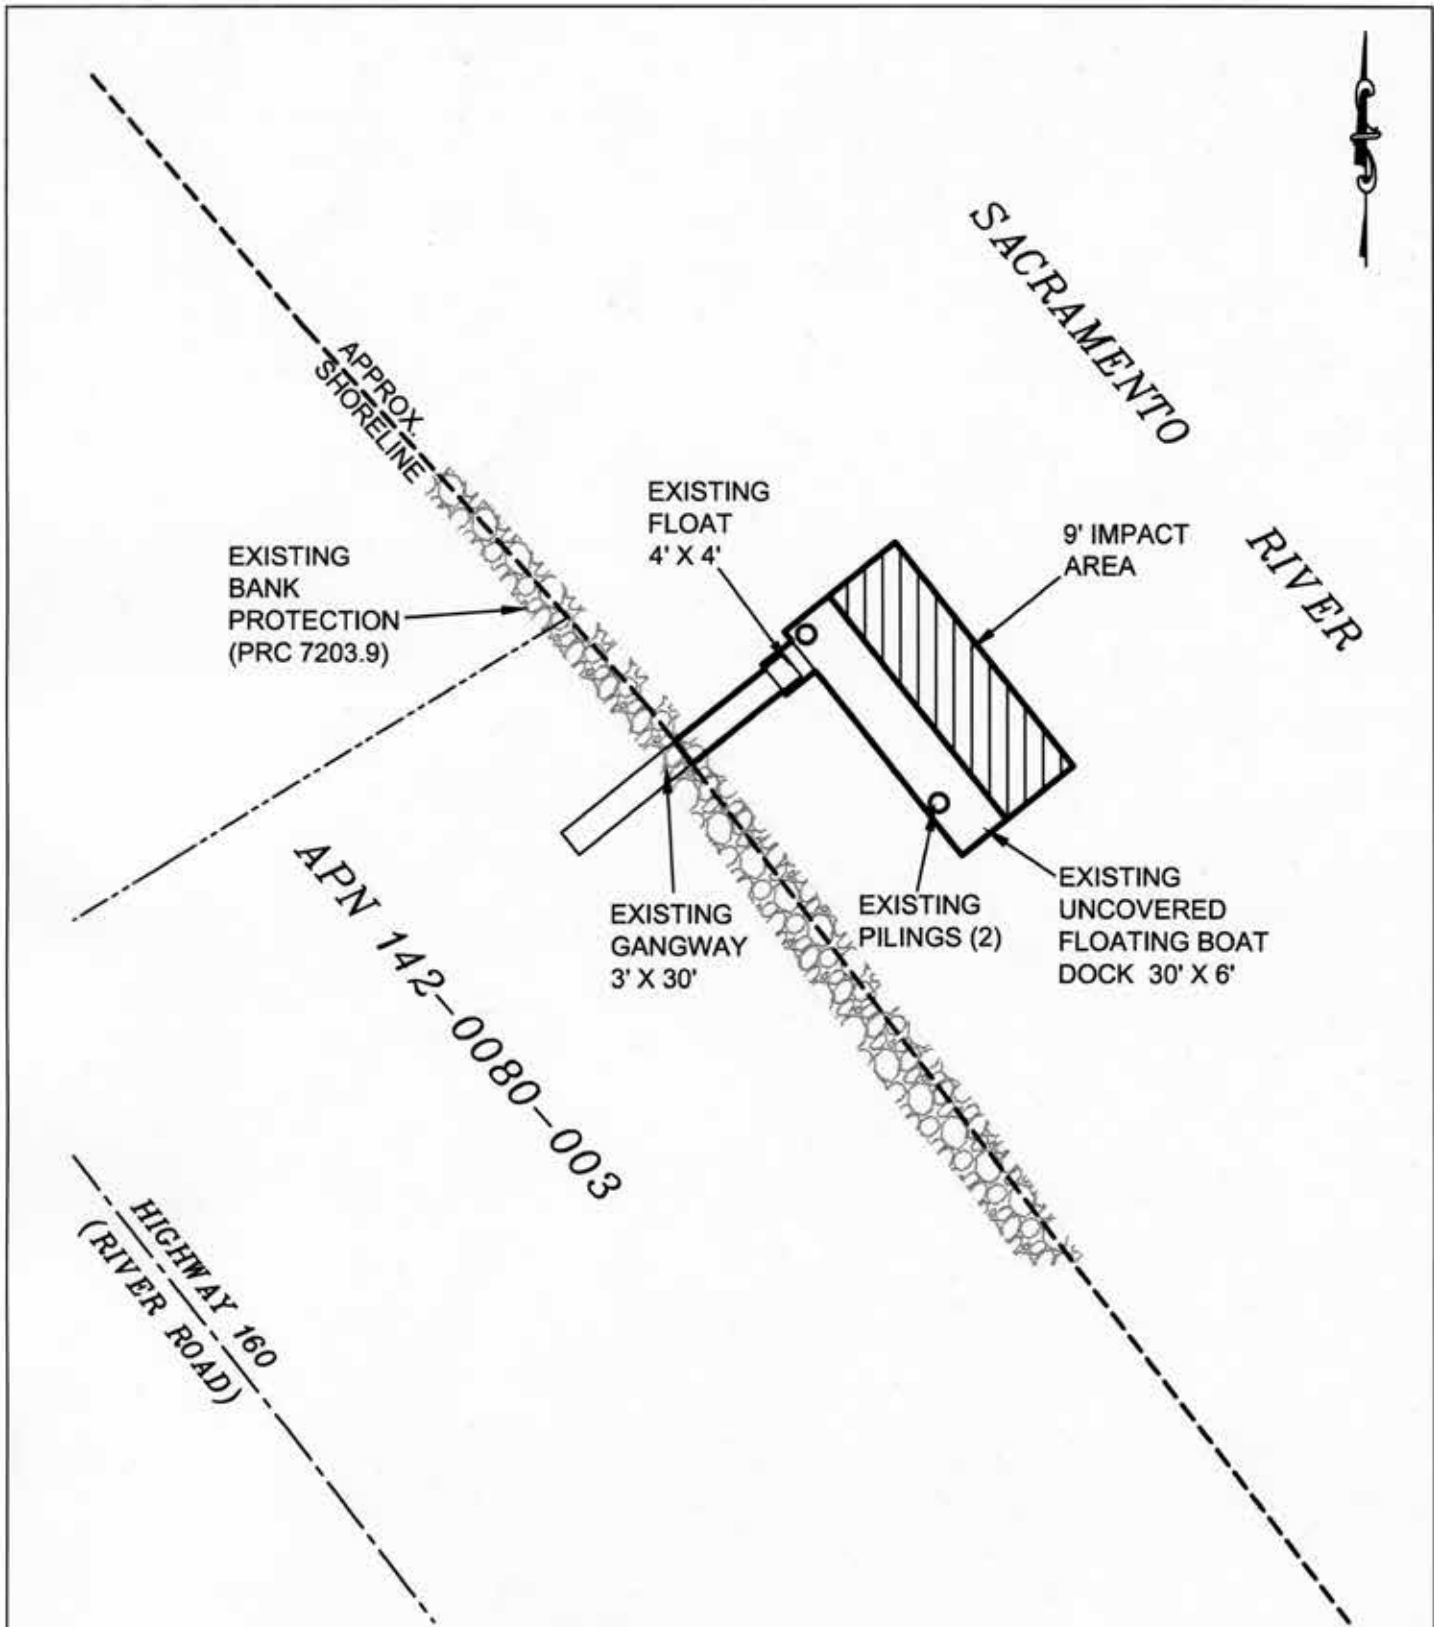 SACRAMENTO
RIVER
APPROX.
SHORELINE
EXISTING
FLOAT
4' X 4'
9' IMPACT
AREA
EXISTING
BANK
PROTECTION
(PRC 7203.9)
EXISTING
GANGWAY
3' X 30'
EXISTING
PILINGS (2)
EXISTING
UNCOVERED
FLOATING BOAT
DOCK 30' X 6'
APN 142-0080-003
HIGHWAY 160
(RIVER ROAD)